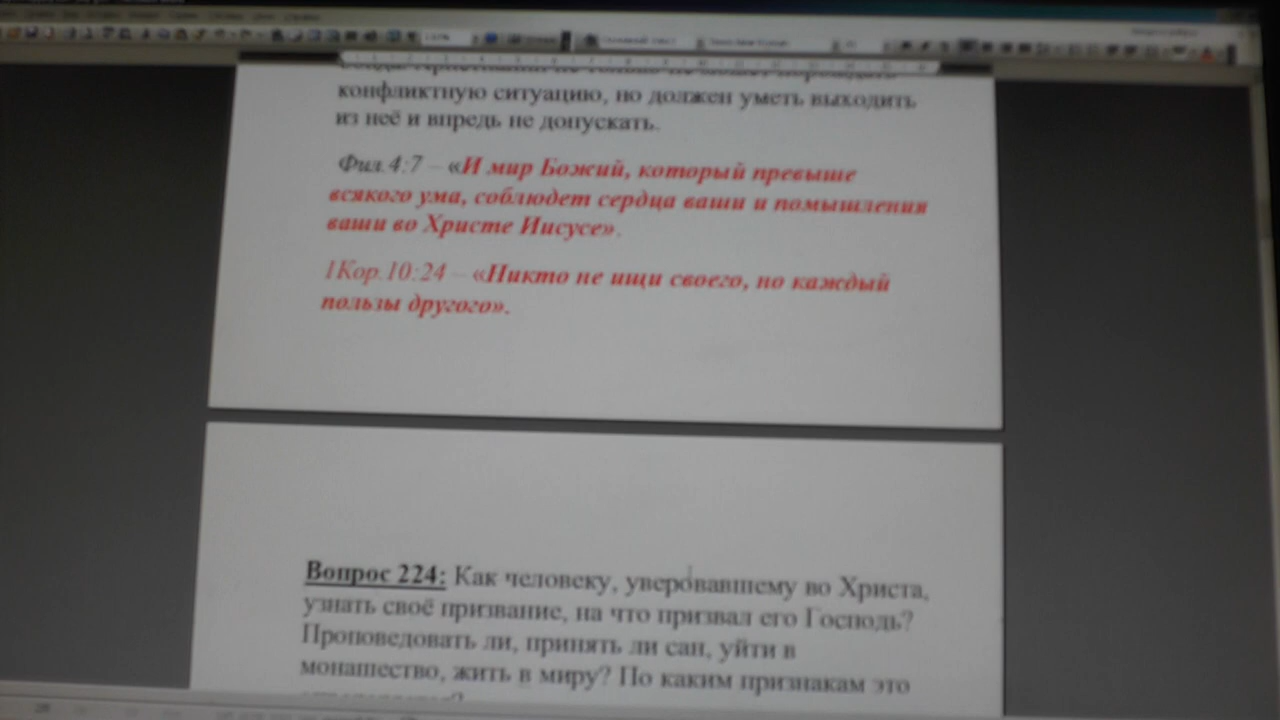 конфликтную ситуацию, но должен уметь выходить
из неё и впредь не допускать.
Фил.4:7 – «И мир Божий, который превыше
всякого ума, соблюдет сердца ваши и помышления
ваши во Христе Иисусе».
1Кор.10:24 – «Никто не ищи своего, но каждый
пользы другого».
Вопрос 224: Как человеку, уверовавшему во Христа,
узнать своё призвание, на что призвал его Господь?
Проповедовать ли, принять ли сан, уйти в
монашество, жить в миру? По каким признакам это